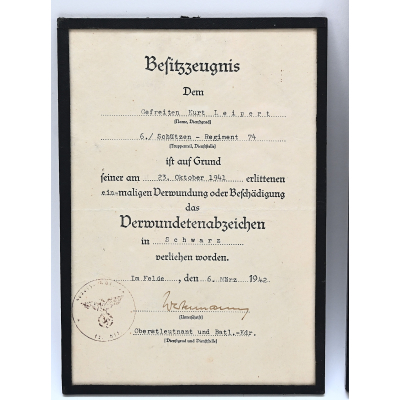 Besitzzeugnis
Dem
Gefreiten Kurt Leipert
(Name, Dienstgrad)
6./ Schützen - Regiment 74
(Truppenteil, Dienststelle)
ist auf Grund
seiner am 23. Oktober 1941 erlittenen
ein-maligen Verwundung oder Beschädigung
das
Verwundetenabzeichen
in Schwarz
verliehen worden.
Im Felde, den 6. März 1942
(Unterschrift)
Oberstleutnant und Batl.-Kdr.
(Dienstgrad und Dienststelle)